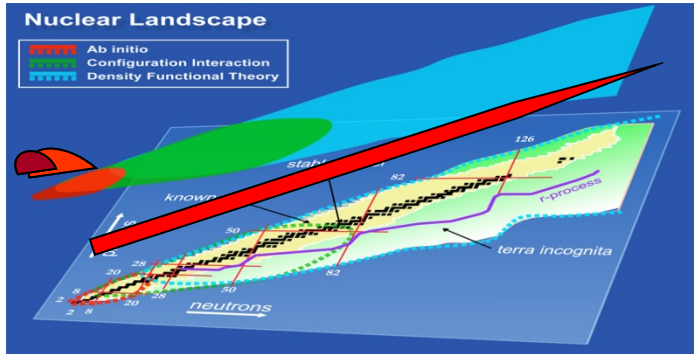 Nuclear Landscape
Ab initio
Configuration Interaction
Density Functional Theory
126
82
known
r-process
50
terra incognita
28
20
82
8
50
2
28
20
neutrons
8
2